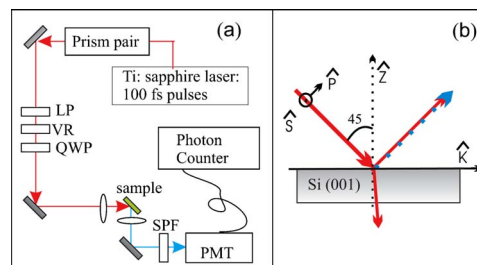 (a)
Prism pair
Ti: sapphire laser:
100 fs pulses
LP
VR
QWP
Photon
Counter
sample
SPF
PMT
(b)
Ẑ
P̂
Ŝ
45
K̂
Si (001)